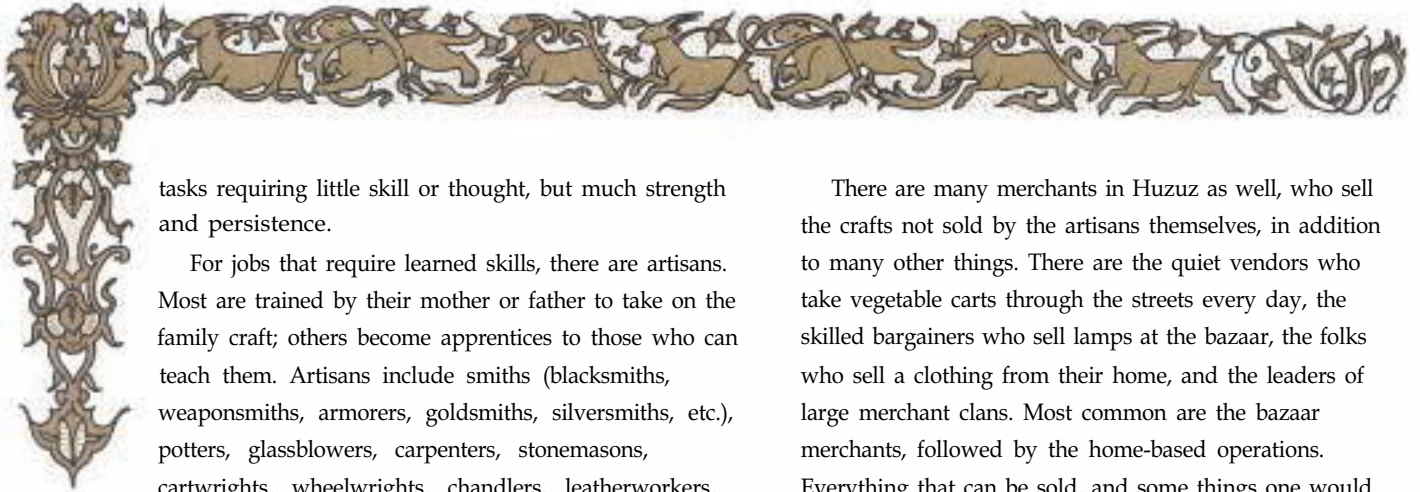 tasks requiring little skill or thought, but much strength
and persistence.
For jobs that require learned skills, there are artisans.
Most are trained by their mother or father to take on the
family craft; others become apprentices to those who can
teach them. Artisans include smiths (blacksmiths,
weaponsmiths, armorers, goldsmiths, silversmiths, etc.),
potters, glassblowers, carpenters, stonemasons,
cartwrights, wheelwrights, chandlers, leatherworkers,
There are many merchants in Huzuz as well, who sell
the crafts not sold by the artisans themselves, in addition
to many other things. There are the quiet vendors who
take vegetable carts through the streets every day, the
skilled bargainers who sell lamps at the bazaar, the folks
who sell a clothing from their home, and the leaders of
large merchant clans. Most common are the bazaar
merchants, followed by the home-based operations.
Everything that can be sold, and some things one would